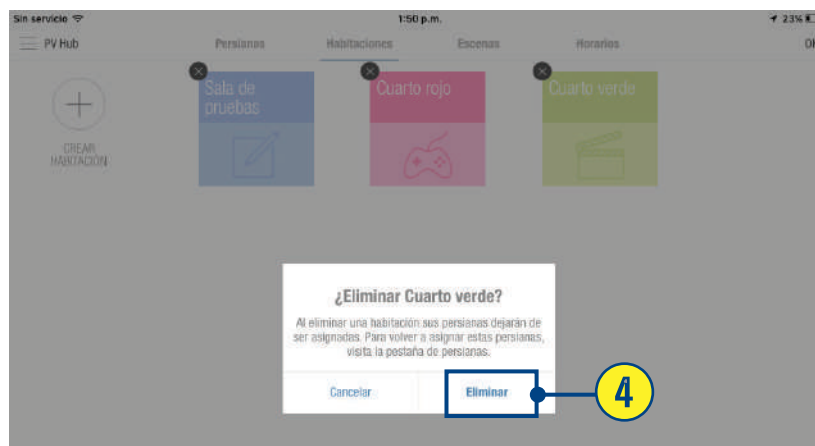 Sin servicio
1:50 p.m.
23%
PV Hub
Persianas
Habitaciones
Escenas
Horarios
Sala de
pruebas
Cuarto rojo
Cuarto verde
CREAR
HABITACIÓN
¿Eliminar Cuarto verde?
Al eliminar una habitación sus persianas dejarán de
ser asignadas. Para volver a asignar estas persianas,
visita la pestaña de persianas.
Cancelar
Eliminar
4